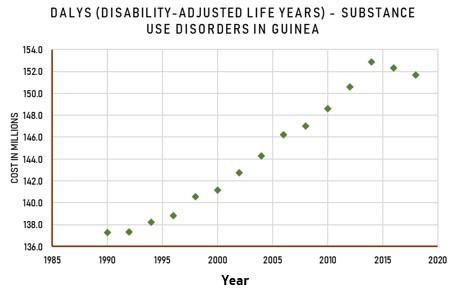 DALYS (DISABILITY-ADJUSTED LIFE YEARS) - SUBSTANCE
USE DISORDERS IN GUINEA
COST IN MILLIONS
154.0
152.0
150.0
148.0
146.0
144.0
142.0
140.0
138.0
136.0
1985 1990 1995 2000 2005 2010 2015 2020
Year